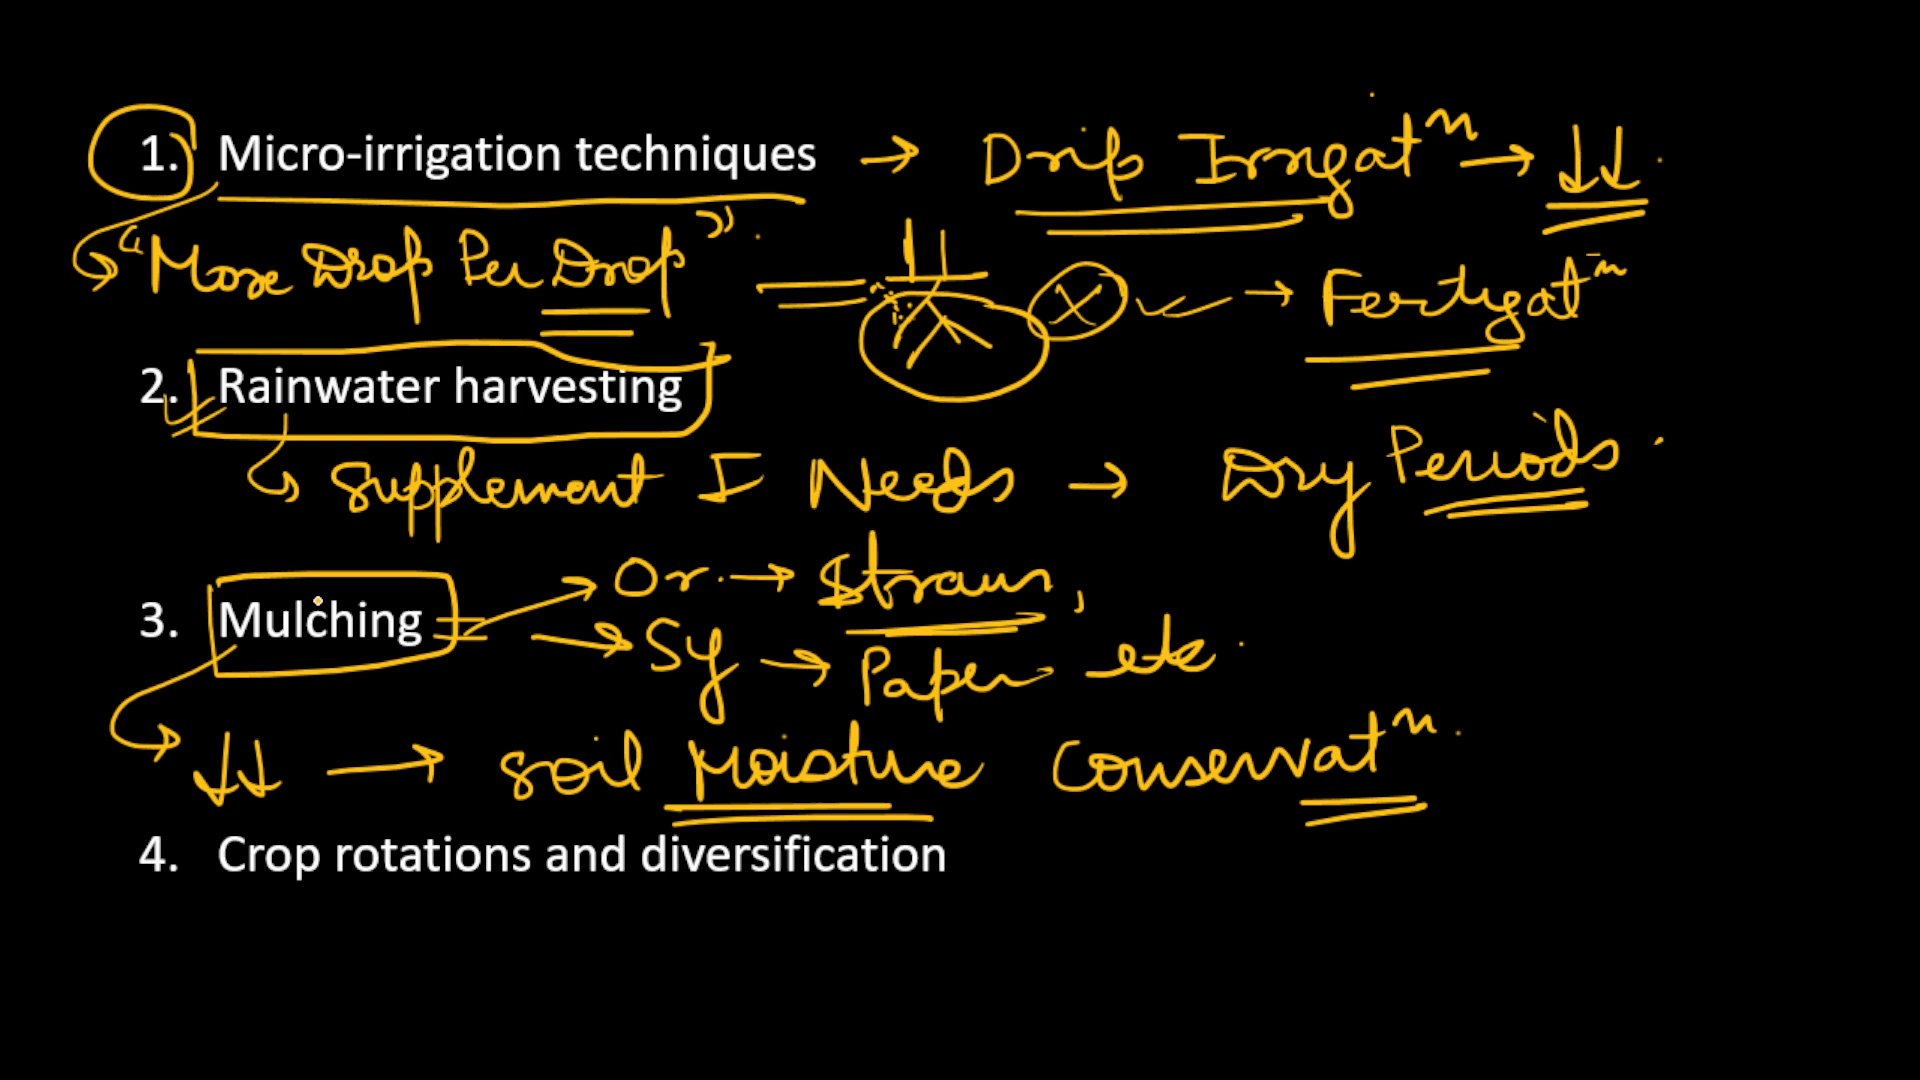 1. Micro-irrigation techniques → Drip Irrigatⁿ → ↓↓.
"More Drop Per Drop". → Fertigatⁿ
2. Rainwater harvesting
Supplement I Needs → Dry Periods.
Or. → Straw,
3. Mulching
Sy → Paper etc.
↓↓ → Soil Moisture Conservatⁿ.
4. Crop rotations and diversification